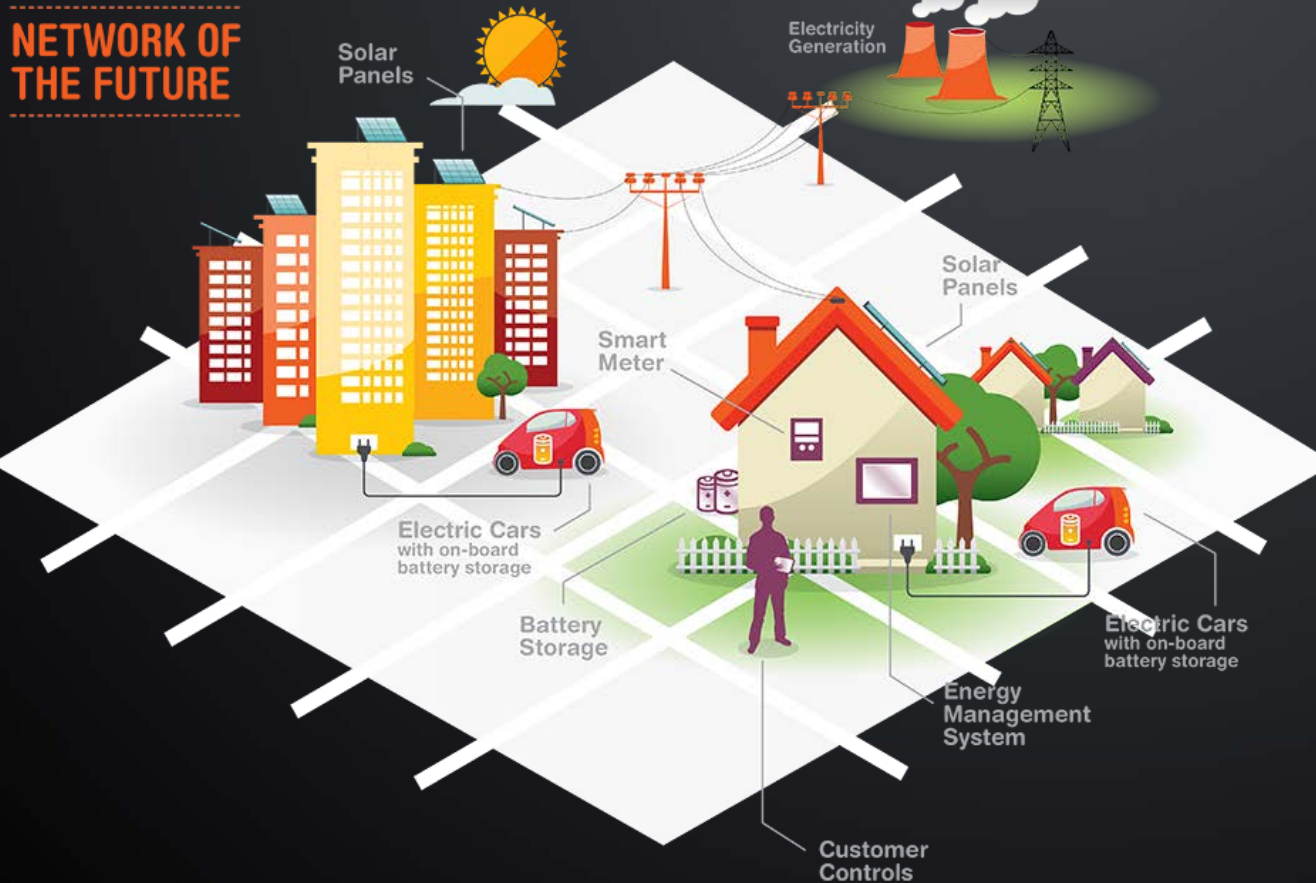 NETWORK OF
THE FUTURE
Solar
Panels
Electricity
Generation
Solar
Panels
Smart
Meter
Electric Cars
with on-board
battery storage
Battery
Storage
Electric Cars
with on-board
battery storage
Energy
Management
System
Customer
Controls